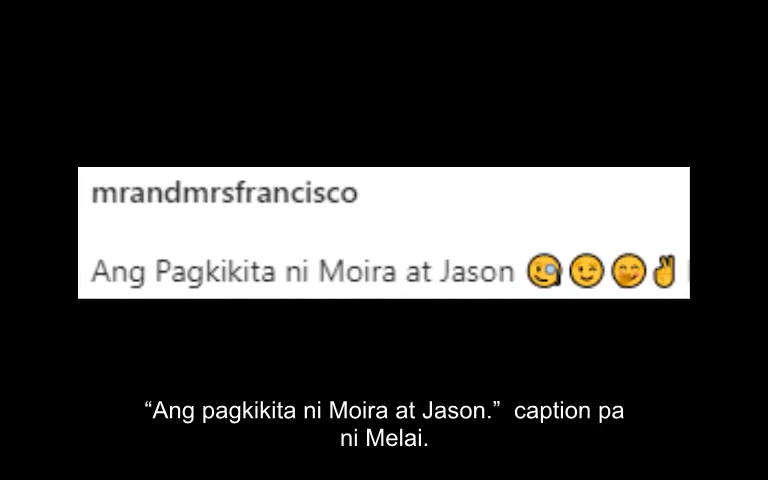 mrandmrsfrancisco
Ang Pagkikita ni Moira at Jason 🧐😉😋✌
“Ang pagkikita ni Moira at Jason.”  caption pa
ni Melai.